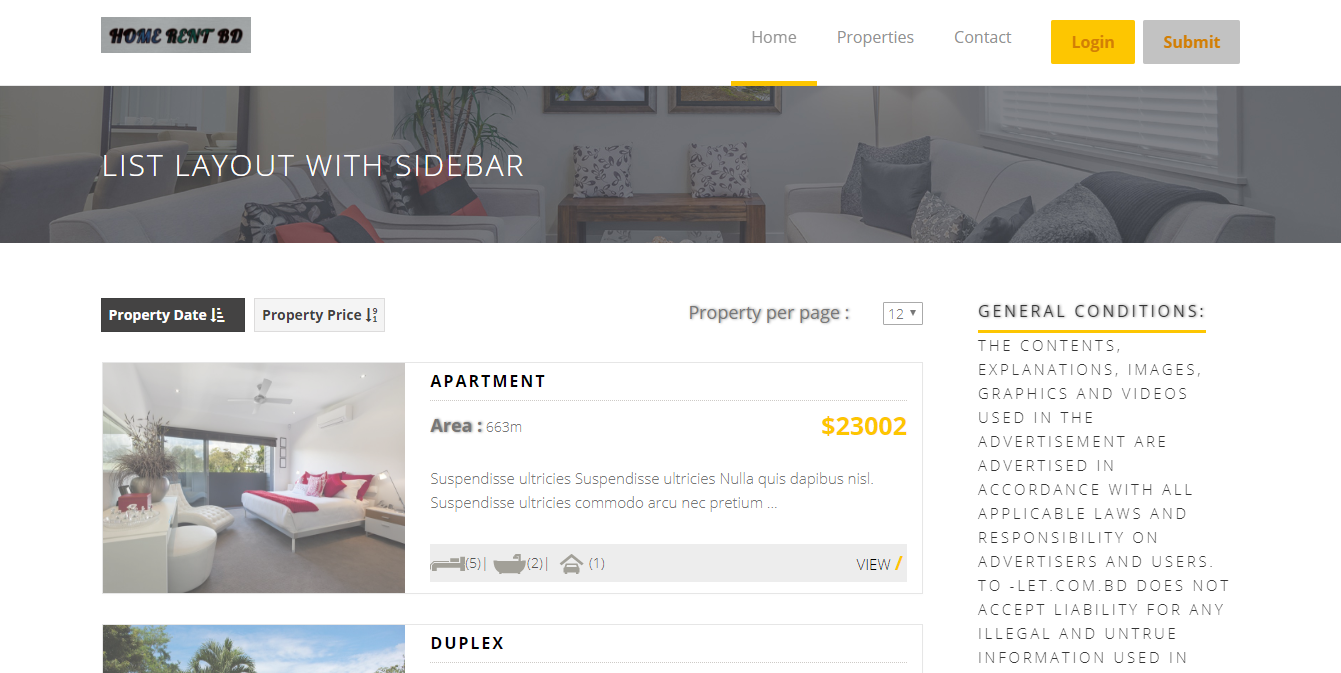 HOME RENT BD
Home
Properties
Contact
Login
Submit
LIST LAYOUT WITH SIDEBAR
Property Date
Property Price
Property per page :
12
APARTMENT
Area : 663m
$23002
Suspendisse ultricies Suspendisse ultricies Nulla quis dapibus nisl.
Suspendisse ultricies commodo arcu nec pretium ...
(5)| (2)| (1)
VIEW /
DUPLEX
GENERAL CONDITIONS:
THE CONTENTS,
EXPLANATIONS, IMAGES,
GRAPHICS AND VIDEOS
USED IN THE
ADVERTISEMENT ARE
ADVERTISED IN
ACCORDANCE WITH ALL
APPLICABLE LAWS AND
RESPONSIBILITY ON
ADVERTISERS AND USERS.
TO -LET.COM.BD DOES NOT
ACCEPT LIABILITY FOR ANY
ILLEGAL AND UNTRUE
INFORMATION USED IN